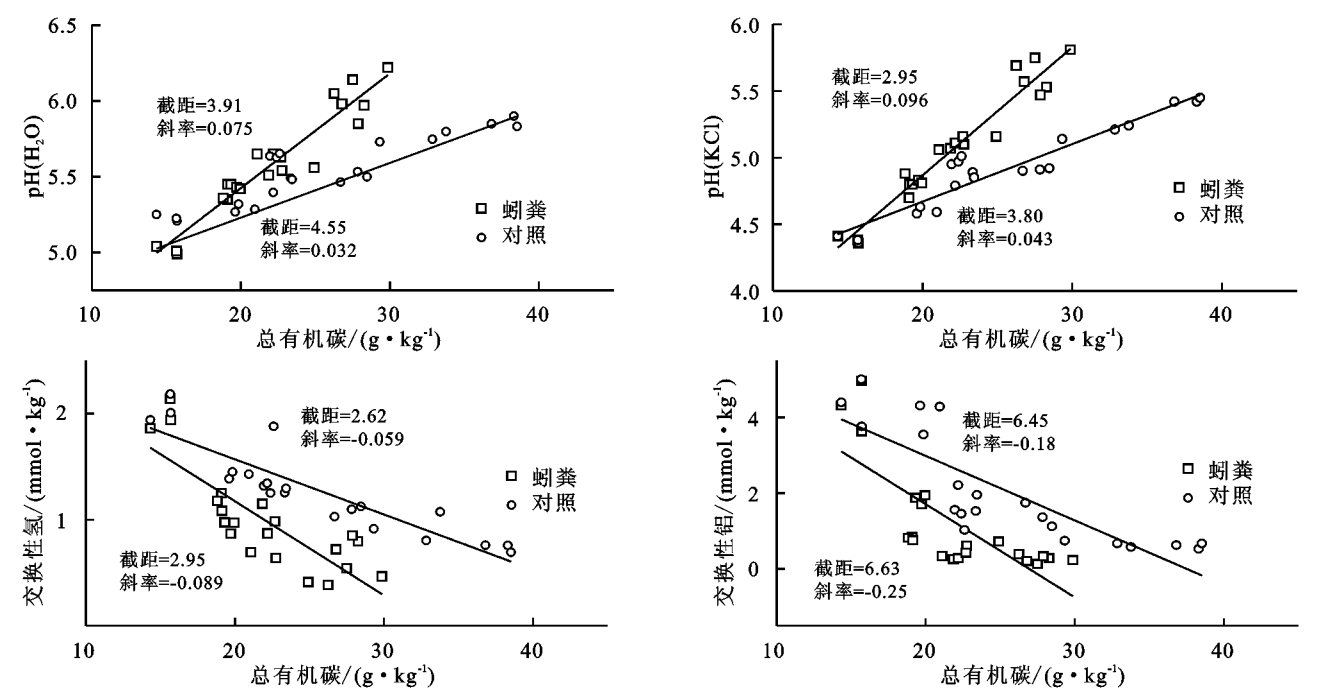 6.5
6.0
5.5
5.0
pH(H₂O)
截距=3.91
斜率=0.075
截距=4.55
斜率=0.032
蚓粪
对照
10
20
30
40
总有机碳/(g·kg⁻¹)
6.0
5.5
5.0
4.5
4.0
pH(KCl)
截距=2.95
斜率=0.096
截距=3.80
斜率=0.043
蚓粪
对照
10
20
30
40
总有机碳/(g·kg⁻¹)
2
1
交换性氢/(mmol·kg⁻¹)
截距=2.62
斜率=-0.059
截距=2.95
斜率=-0.089
蚓粪
对照
10
20
30
40
总有机碳/(g·kg⁻¹)
4
2
0
交换性铝/(mmol·kg⁻¹)
截距=6.45
斜率=-0.18
截距=6.63
斜率=-0.25
蚓粪
对照
10
20
30
40
总有机碳/(g·kg⁻¹)